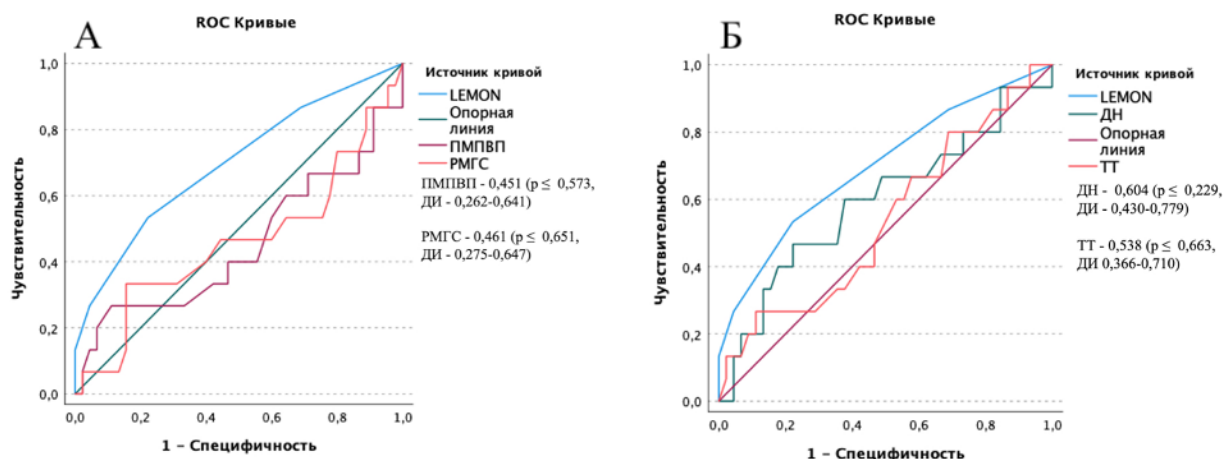 А
ROC Кривые
Чувствительность
1,0
0,8
0,6
0,4
0,2
0,0
0,0 0,2 0,4 0,6 0,8 1,0
1 – Специфичность
Источник кривой
LEMON
Опорная
линия
ПМПВП
РМГС
ПМПВП - 0,451 (p ≤ 0,573,
ДИ - 0,262-0,641)
РМГС - 0,461 (p ≤ 0,651,
ДИ - 0,275-0,647)
Б
ROC Кривые
Чувствительность
1,0
0,8
0,6
0,4
0,2
0,0
0,0 0,2 0,4 0,6 0,8 1,0
1 – Специфичность
Источник кривой
LEMON
ДН
Опорная
линия
ТТ
ДН - 0,604 (p ≤ 0,229,
ДИ - 0,430-0,779)
ТТ - 0,538 (p ≤ 0,663,
ДИ 0,366-0,710)